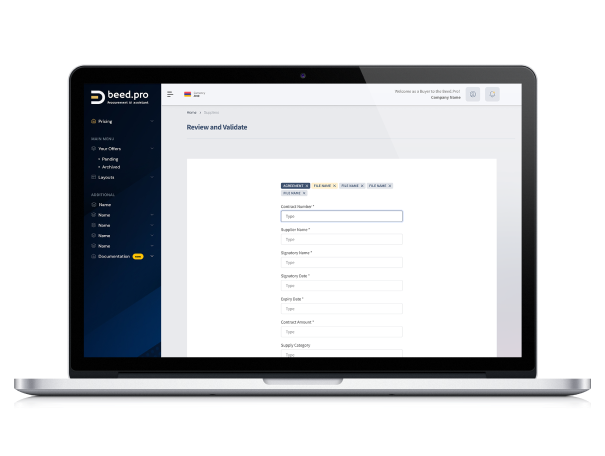 beed.pro
Procurement AI assistant
Pricing
MAIN MENU
Your Offers
Pending
Archived
Layouts
ADDITIONAL
Name
Name
Name
Name
Name
Documentation
Welcome as a Buyer to the Beed.Pro!
Company Name
Home > Suppliers
Review and Validate
AGREEMENT X FILE NAME X FILE NAME X FILE NAME X
FILE NAME X
Contract Number *
Type
Supplier Name *
Type
Signatory Name *
Type
Signatory Date *
Type
Expiry Date *
Type
Contract Amount *
Type
Supply Category
Type